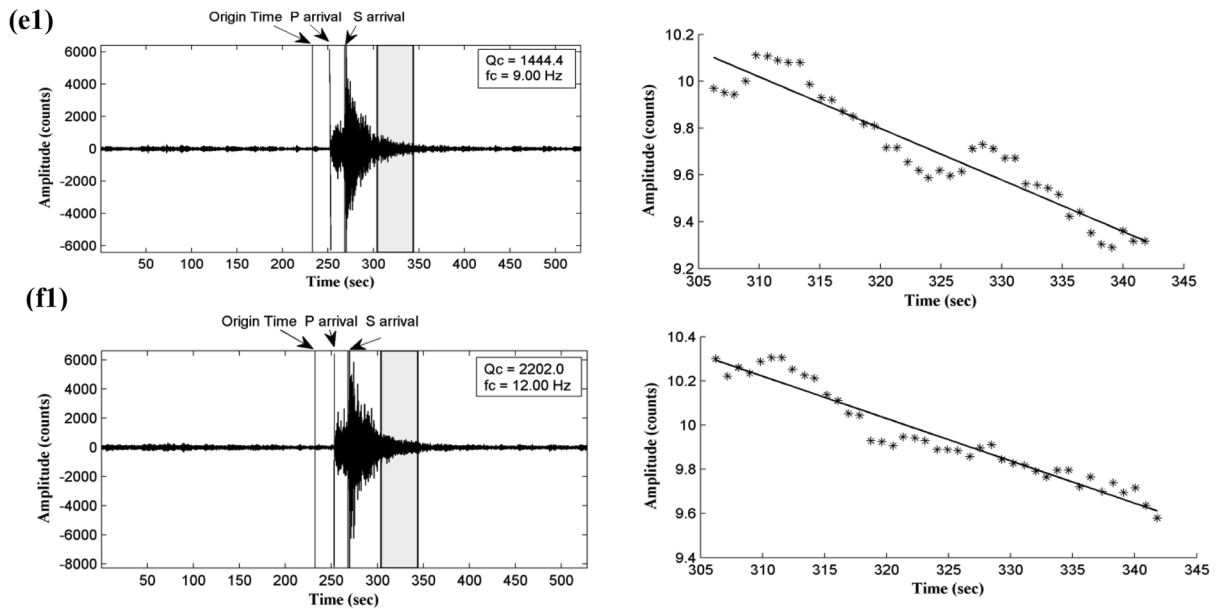 (e1)
Origin Time P arrival S arrival
Qc = 1444.4
fc = 9.00 Hz
6000
4000
2000
0
-2000
-4000
-6000
Amplitude (counts)
50 100 150 200 250 300 350 400 450 500
Time (sec)
10.2
10
9.8
9.6
9.4
9.2
Amplitude (counts)
305 310 315 320 325 330 335 340 345
Time (sec)
(f1)
Origin Time P arrival S arrival
Qc = 2202.0
fc = 12.00 Hz
6000
4000
2000
0
-2000
-4000
-6000
-8000
Amplitude (counts)
50 100 150 200 250 300 350 400 450 500
Time (sec)
10.4
10.2
10
9.8
9.6
9.4
Amplitude (counts)
305 310 315 320 325 330 335 340 345
Time (sec)